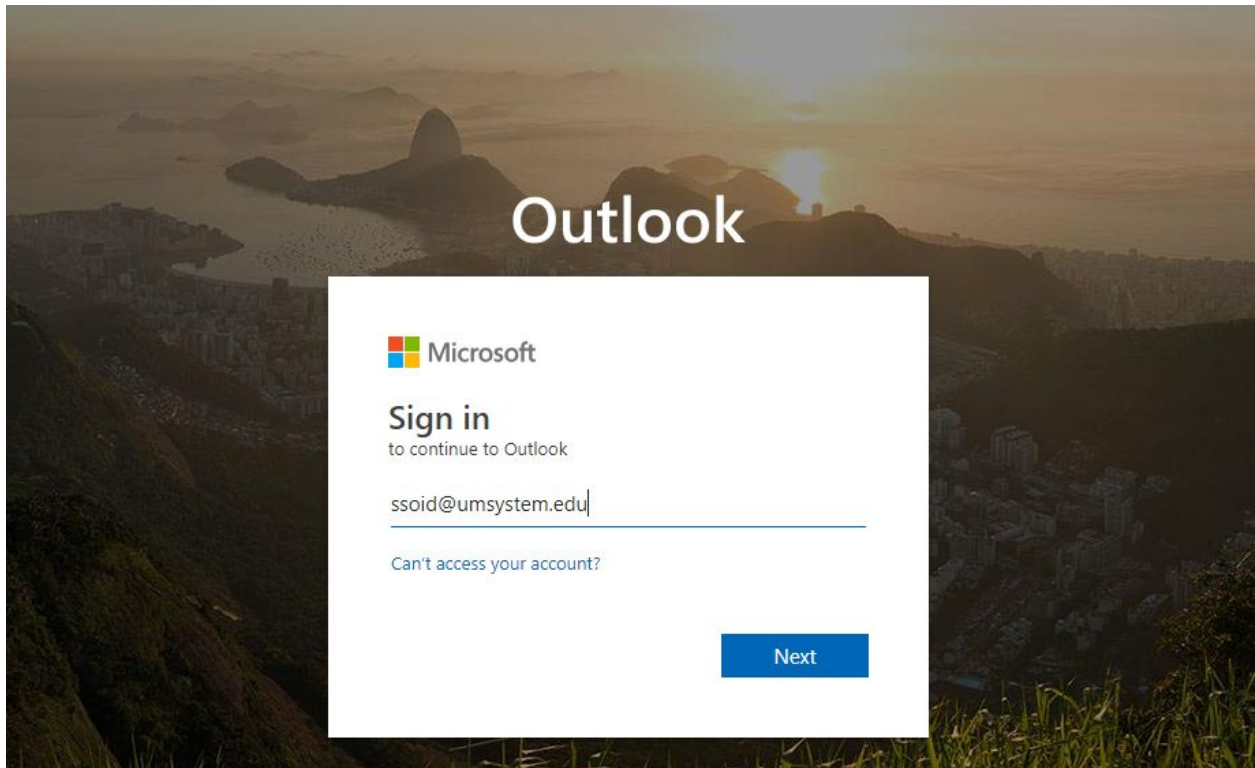 Outlook
Microsoft
Sign in
to continue to Outlook
ssoid@umsystem.edu
Can't access your account?
Next